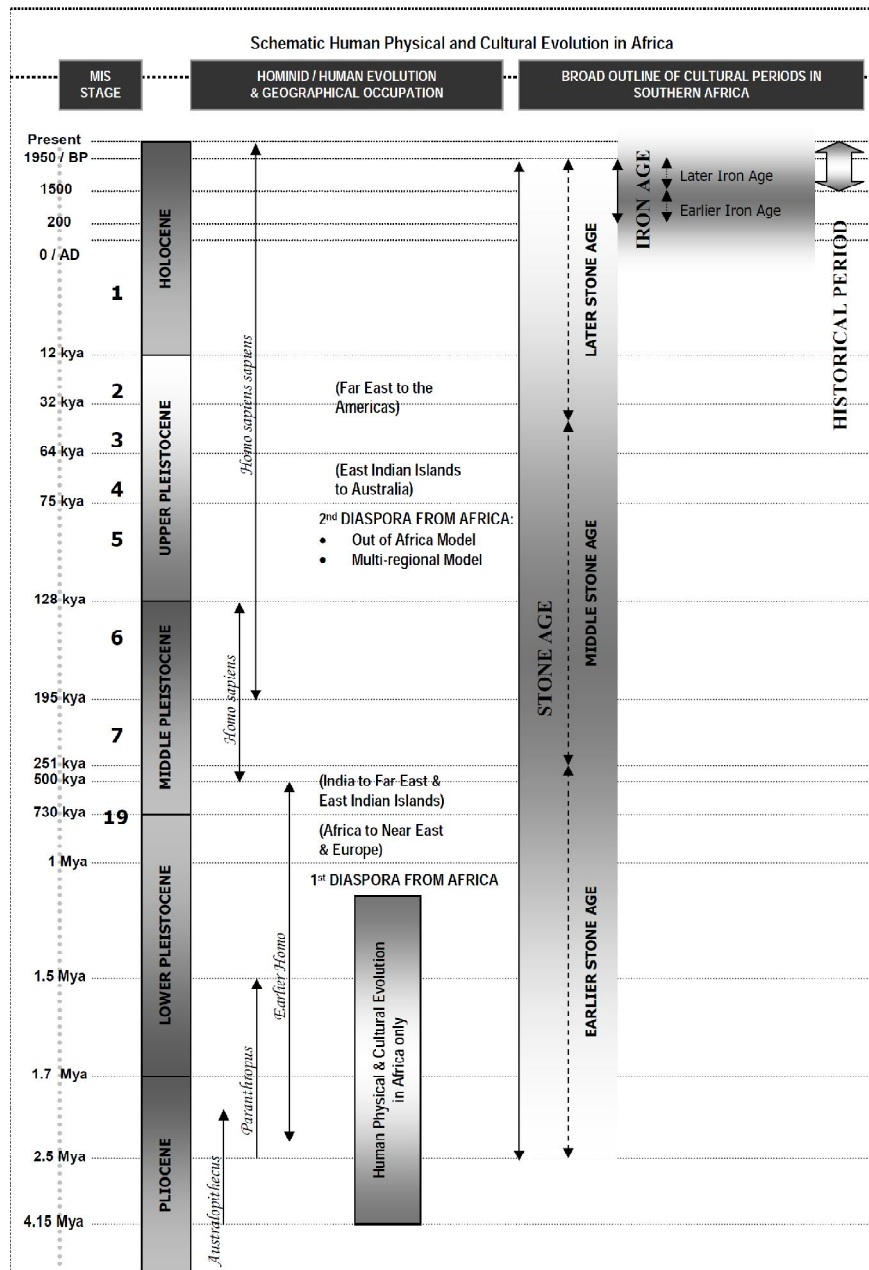 Schematic Human Physical and Cultural Evolution in Africa
MIS
STAGE
HOMINID / HUMAN EVOLUTION
& GEOGRAPHICAL OCCUPATION
BROAD OUTLINE OF CULTURAL PERIODS IN
SOUTHERN AFRICA
Present
1950 / BP
1500
200
0 / AD
12 kya
32 kya
64 kya
75 kya
128 kya
195 kya
251 kya
500 kya
730 kya
1 Mya
1.5 Mya
1.7 Mya
2.5 Mya
4.15 Mya
1
2
3
4
5
6
7
19
HOLOCENE
UPPER PLEISTOCENE
MIDDLE PLEISTOCENE
LOWER PLEISTOCENE
PLIOCENE
Homo sapiens sapiens
Homo sapiens
Earlier Homo
Paranthropus
Australopithecus
(Far East to the
Americas)
(East Indian Islands
to Australia)
2nd DIASPORA FROM AFRICA:
• Out of Africa Model
• Multi-regional Model
(India to Far East &
East Indian Islands)
(Africa to Near East
& Europe)
1st DIASPORA FROM AFRICA
Human Physical & Cultural Evolution
in Africa only
STONE AGE
LATER STONE AGE
MIDDLE STONE AGE
EARLIER STONE AGE
IRON AGE
Later Iron Age
Earlier Iron Age
HISTORICAL PERIOD